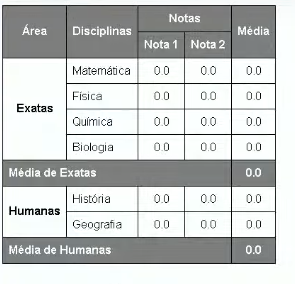 Área Disciplinas Notas Média
Nota 1 Nota 2
Exatas
Matemática 0.0 0.0 0.0
Física 0.0 0.0 0.0
Química 0.0 0.0 0.0
Biologia 0.0 0.0 0.0
Média de Exatas 0.0
Humanas
História 0.0 0.0 0.0
Geografia 0.0 0.0 0.0
Média de Humanas 0.0